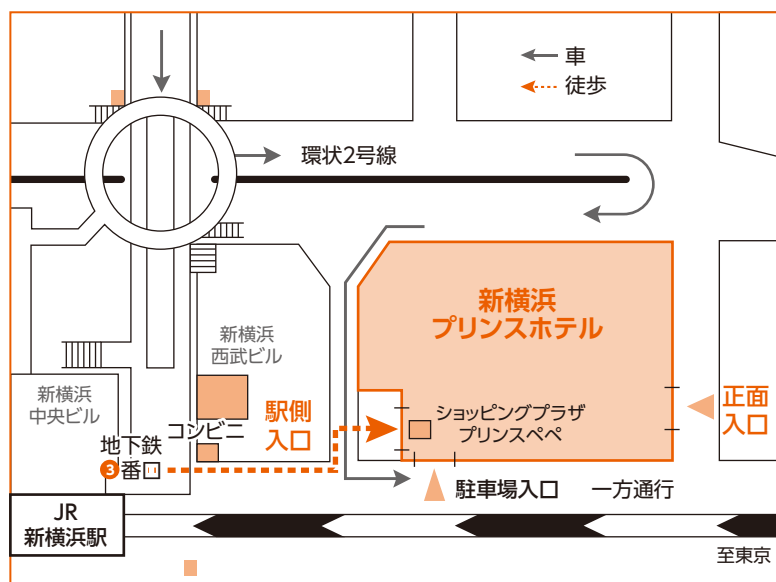 車
徒歩
環状2号線
新横浜
プリンスホテル
新横浜
西武ビル
新横浜
中央ビル
駅側
入口
コンビニ
地下鉄
3番口
ショッピングプラザ
プリンスペペ
正面
入口
駐車場入口
一方通行
JR
新横浜駅
至東京